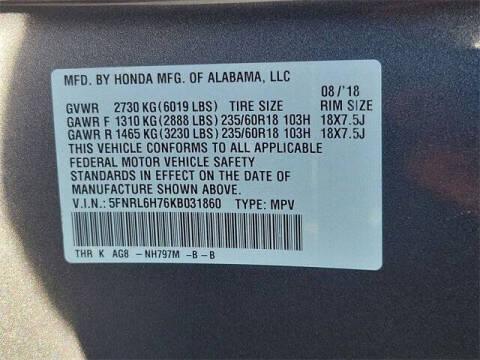 MFD. BY HONDA MFG. OF ALABAMA, LLC
08/'18
GVWR 2730 KG(6019 LBS) TIRE SIZE RIM SIZE
GAWR F 1310 KG(2888 LBS) 235/60R18 103H 18X7.5J
GAWR R 1465 KG(3230 LBS) 235/60R18 103H 18X7.5J
THIS VEHICLE CONFORMS TO ALL APPLICABLE
FEDERAL MOTOR VEHICLE SAFETY
STANDARDS IN EFFECT ON THE DATE OF
MANUFACTURE SHOWN ABOVE.
V.I.N.: 5FNRL6H76KB031860 TYPE: MPV
THR K AG8 -NH797M -B -B